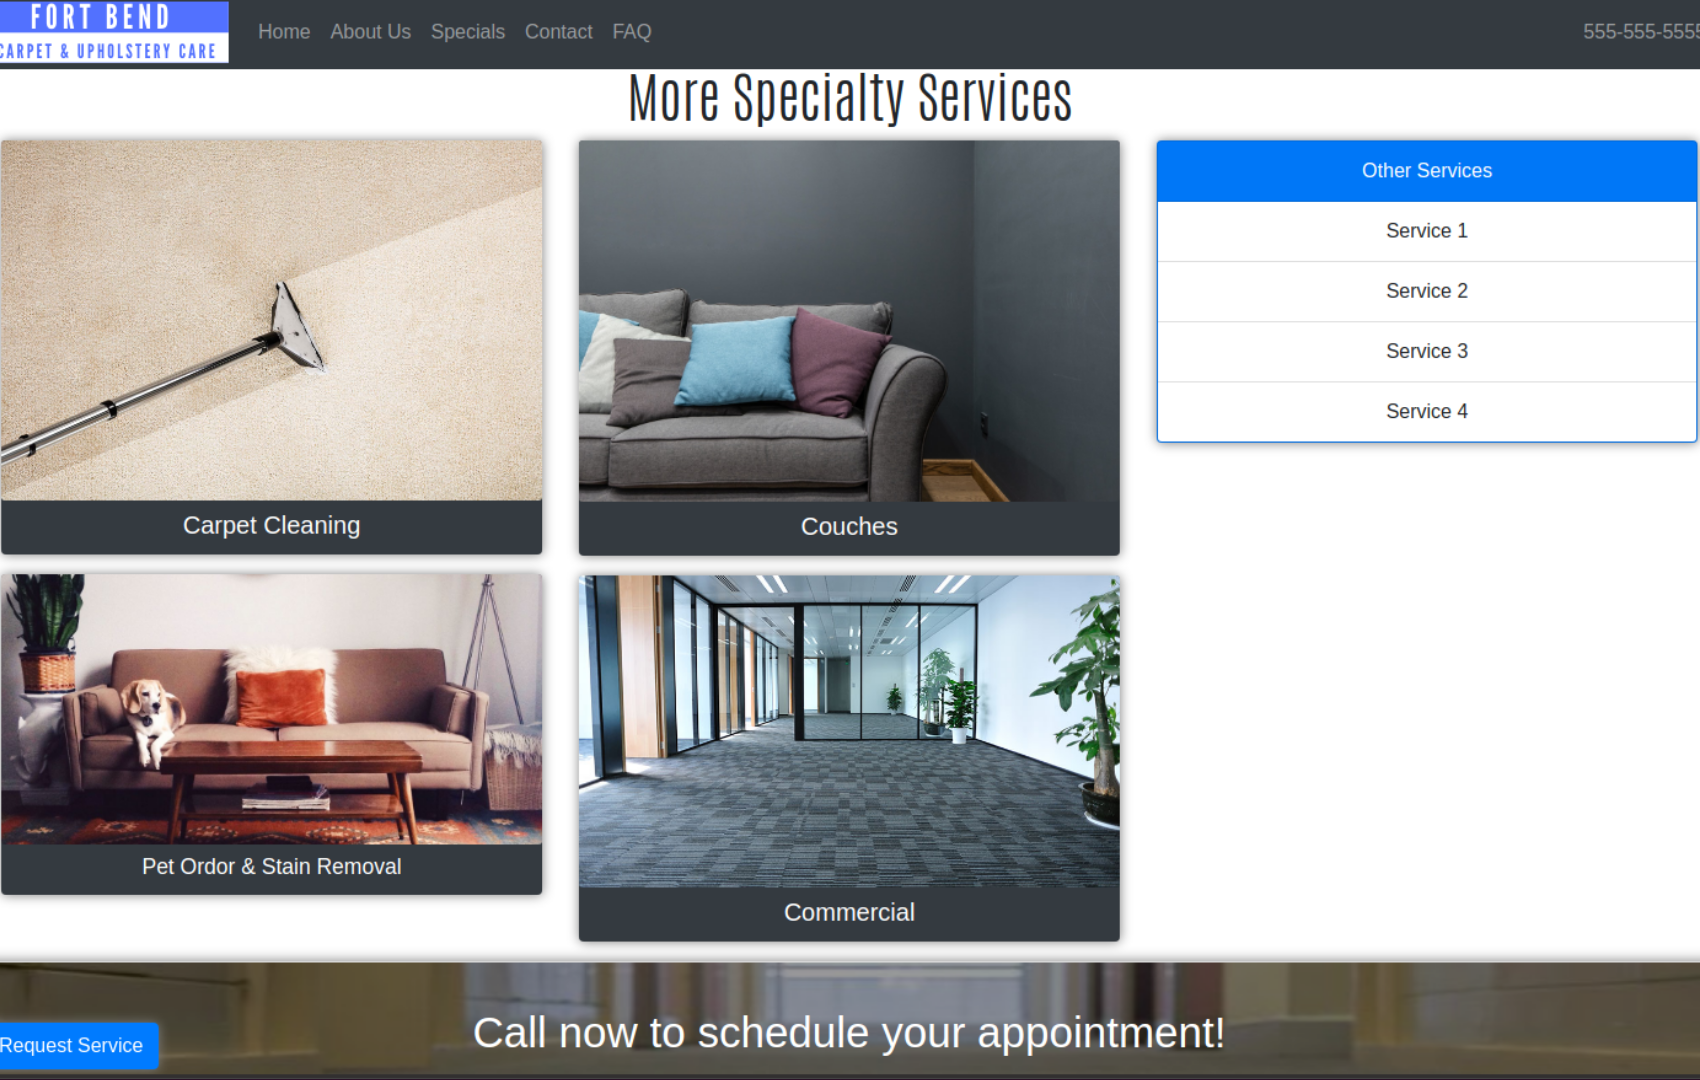 FORT BEND
CARPET & UPHOLSTERY CARE
Home About Us Specials Contact FAQ
555-555-5555
More Specialty Services
Carpet Cleaning
Couches
Other Services
Service 1
Service 2
Service 3
Service 4
Pet Ordor & Stain Removal
Commercial
Call now to schedule your appointment!
Request Service